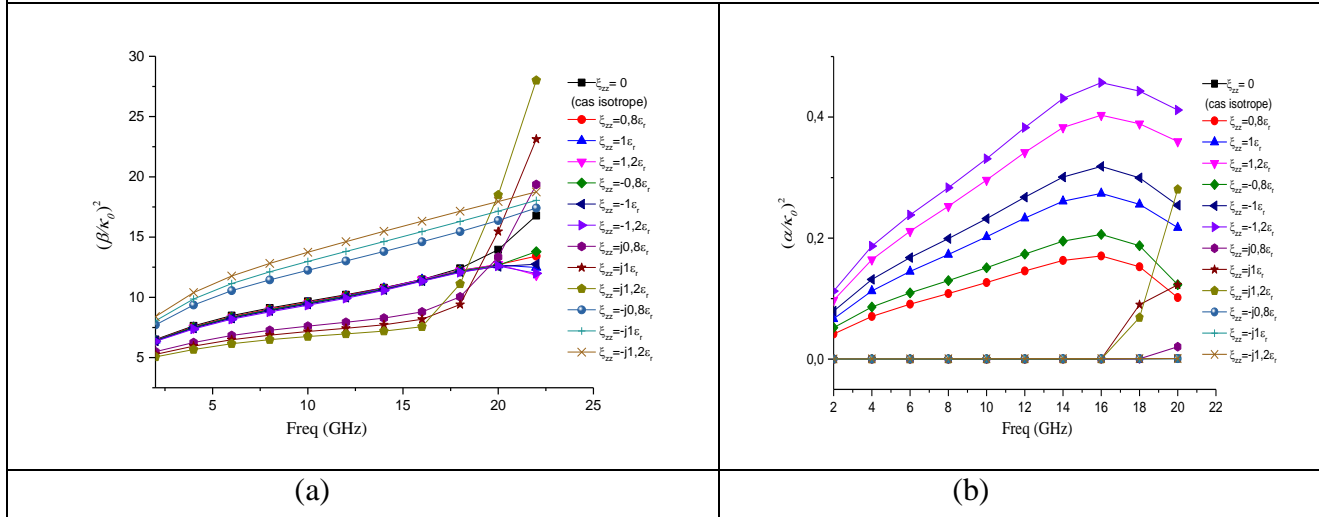 30
25
20
15
10
5
(β/κ₀)²
5 10 15 20 25
Freq (GHz)
ξzz= 0
(cas isotrope)
ξzz=0,8εr
ξzz=1εr
ξzz=1,2εr
ξzz=-0,8εr
ξzz=-1εr
ξzz=-1,2εr
ξzz=j0,8εr
ξzz=j1εr
ξzz=j1,2εr
ξzz=-j0,8εr
ξzz=-j1εr
ξzz=-j1,2εr
(a)
0,4
0,2
0,0
(α/κ₀)²
2 4 6 8 10 12 14 16 18 20 22
Freq (GHz)
ξzz= 0
(cas isotrope)
ξzz=0,8εr
ξzz=1εr
ξzz=1,2εr
ξzz=-0,8εr
ξzz=-1εr
ξzz=-1,2εr
ξzz=j0,8εr
ξzz=j1εr
ξzz=j1,2εr
ξzz=-j0,8εr
ξzz=-j1εr
ξzz=-j1,2εr
(b)